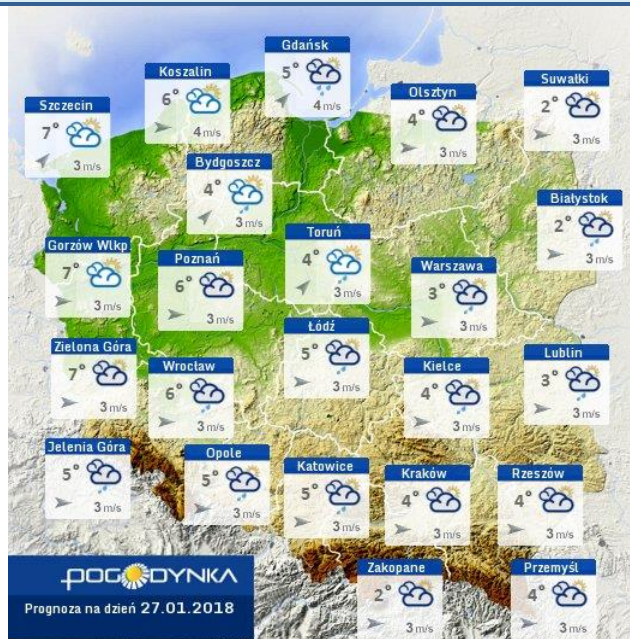 Gdańsk
5°
4 m/s
Koszalin
6°
4 m/s
Suwałki
2°
3 m/s
Olsztyn
4°
3 m/s
Szczecin
7°
3 m/s
Bydgoszcz
4°
3 m/s
Białystok
2°
3 m/s
Toruń
4°
3 m/s
Gorzów Wlkp
7°
3 m/s
Poznań
6°
3 m/s
Warszawa
3°
3 m/s
Łódź
5°
3 m/s
Zielona Góra
7°
3 m/s
Lublin
3°
3 m/s
Wrocław
6°
3 m/s
Kielce
4°
3 m/s
Jelenia Góra
5°
3 m/s
Opole
5°
3 m/s
Katowice
5°
3 m/s
Kraków
4°
3 m/s
Rzeszów
4°
3 m/s
Zakopane
2°
3 m/s
Przemyśl
4°
3 m/s
POGODYNKA
Prognoza na dzień 27.01.2018